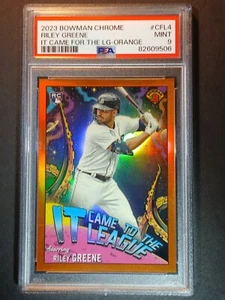 2023 BOWMAN CHROME #CFL4
RILEY GREENE MINT
IT CAME FOR THE LG-ORANGE 9
PSA 82609506
RC
IT
CAME TO THE
LEAGUE
Starring
RILEY GREENE